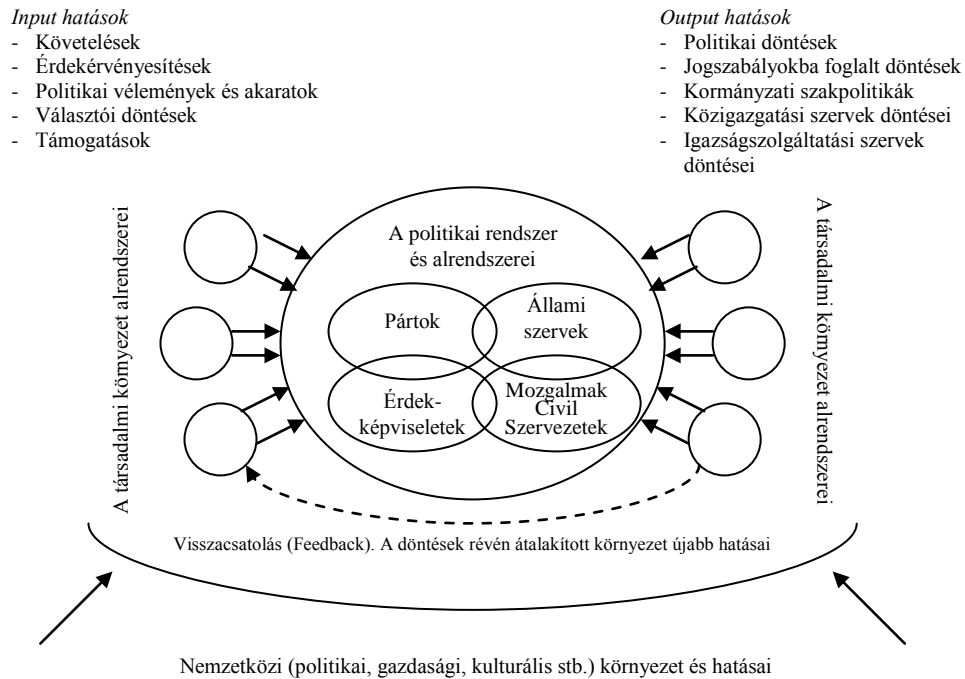 Input hatások
- Követelések
- Érdekérvényesítések
- Politikai vélemények és akaratok
- Választói döntések
- Támogatások
Output hatások
- Politikai döntések
- Jogszabályokba foglalt döntések
- Kormányzati szakpolitikák
- Közigazgatási szervek döntései
- Igazságszolgáltatási szervek
döntései
A társadalmi környezet alrendszerei
A politikai rendszer
és alrendszerei
Pártok
Állami
szervek
Érdek-
képviseletek
Mozgalmak
Civil
Szervezetek
A társadalmi környezet alrendszerei
Visszacsatolás (Feedback). A döntések révén átalakított környezet újabb hatásai
Nemzetközi (politikai, gazdasági, kulturális stb.) környezet és hatásai